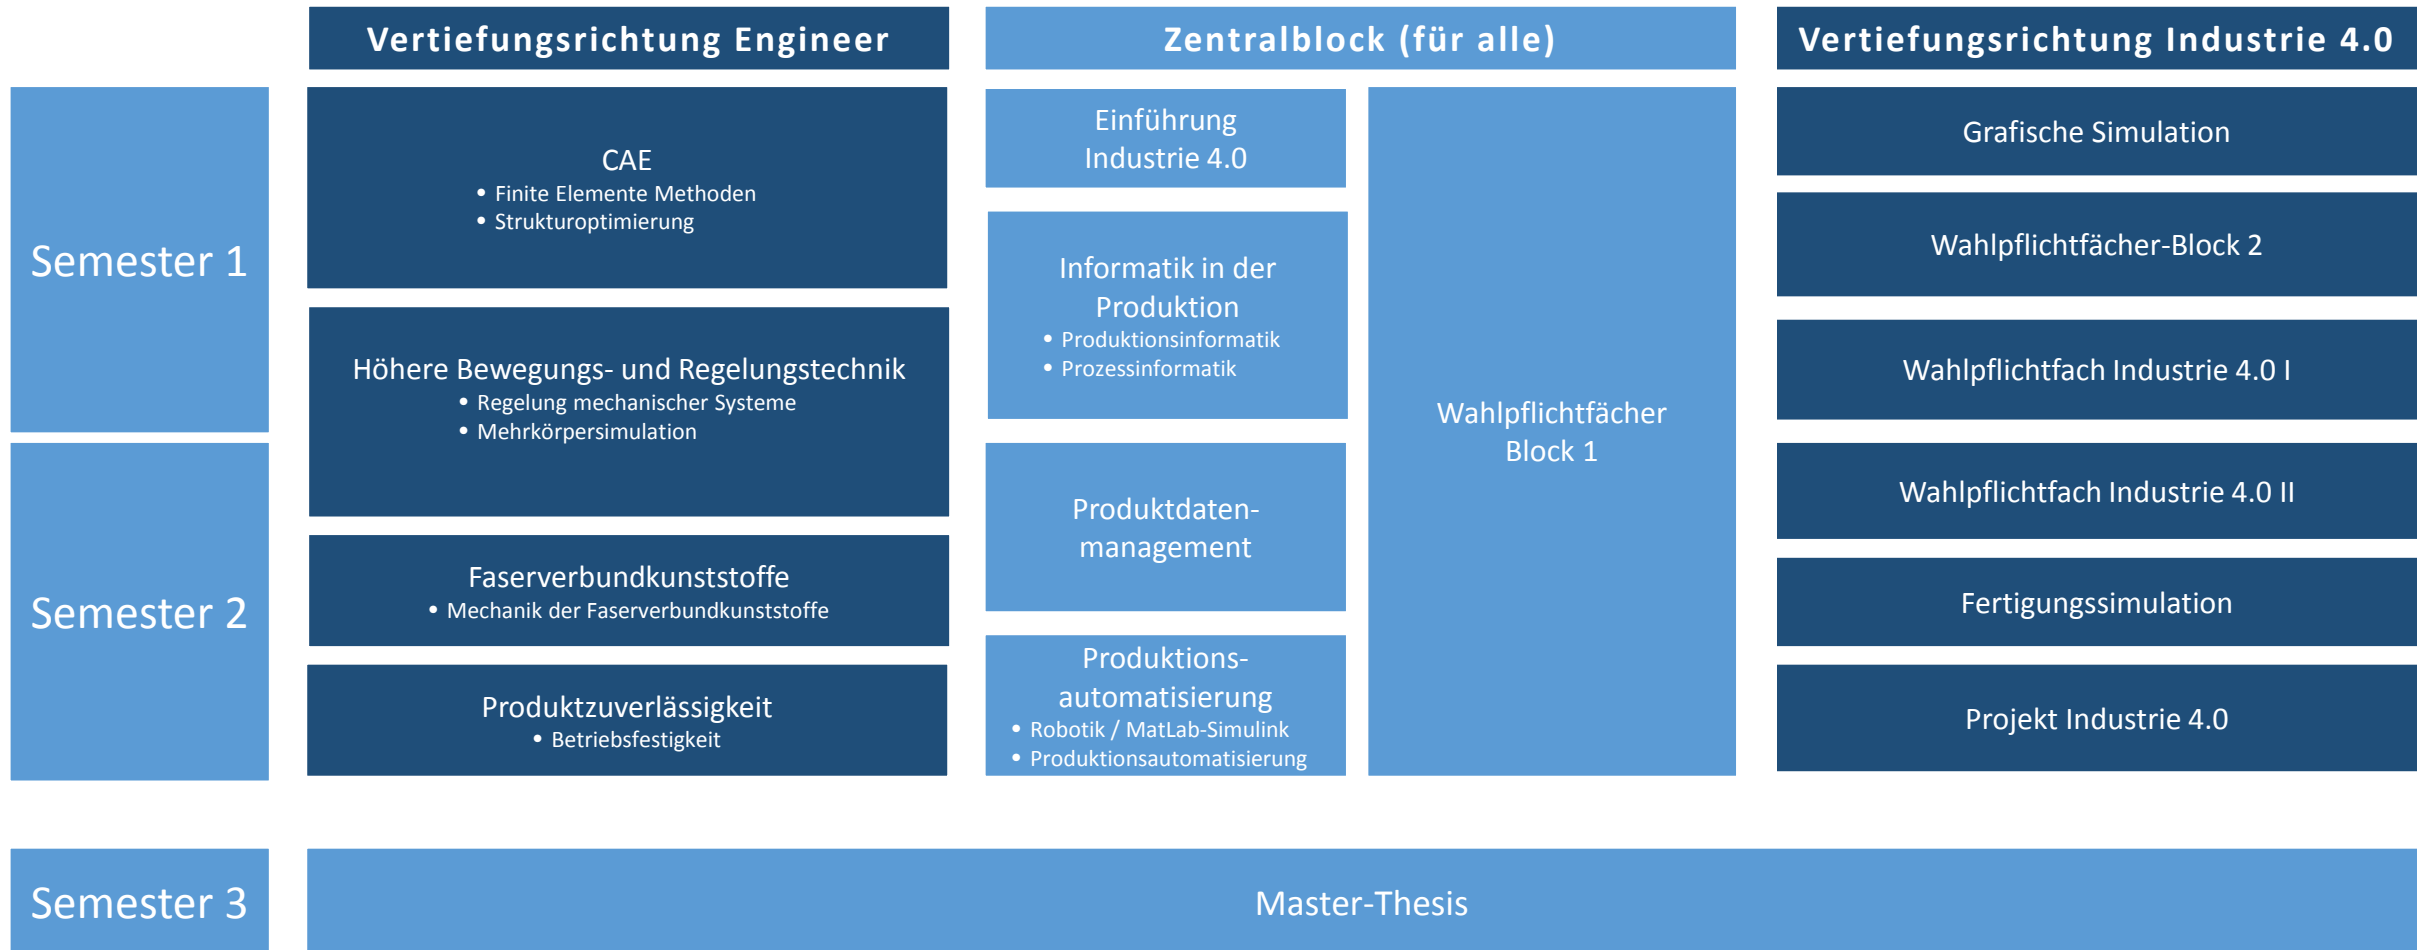 Vertiefungsrichtung Engineer
Zentralblock (für alle)
Vertiefungsrichtung Industrie 4.0
Semester 1
CAE
• Finite Elemente Methoden
• Strukturoptimierung
Höhere Bewegungs- und Regelungstechnik
• Regelung mechanischer Systeme
• Mehrkörpersimulation
Einführung
Industrie 4.0
Informatik in der
Produktion
• Produktionsinformatik
• Prozessinformatik
Wahlpflichtfächer
Block 1
Grafische Simulation
Wahlpflichtfächer-Block 2
Wahlpflichtfach Industrie 4.0 I
Semester 2
Faserverbundkunststoffe
• Mechanik der Faserverbundkunststoffe
Produktzuverlässigkeit
• Betriebsfestigkeit
Produktdaten-
management
Produktions-
automatisierung
• Robotik / MatLab-Simulink
• Produktionsautomatisierung
Wahlpflichtfach Industrie 4.0 II
Fertigungssimulation
Projekt Industrie 4.0
Semester 3
Master-Thesis